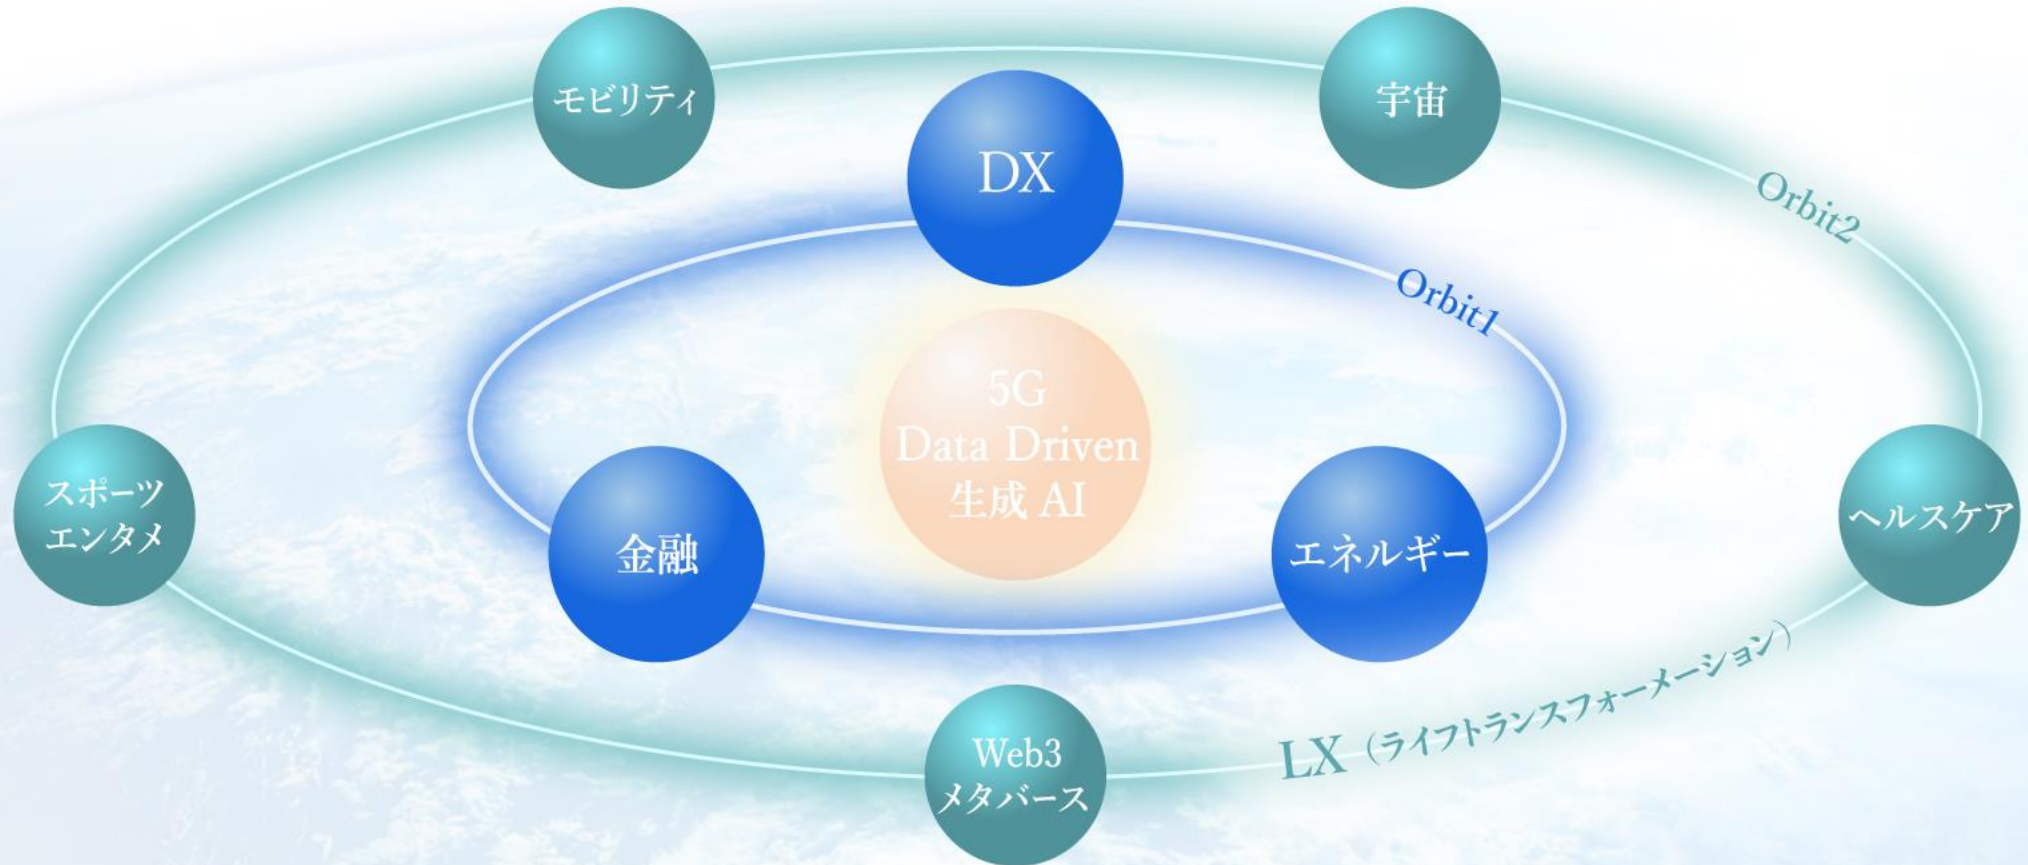 モビリティ
宇宙
DX
Orbit2
Orbit1
5G
Data Driven
生成 AI
スポーツ
エンタメ
金融
エネルギー
ヘルスケア
LX（ライフトランスフォーメーション）
Web3
メタバース